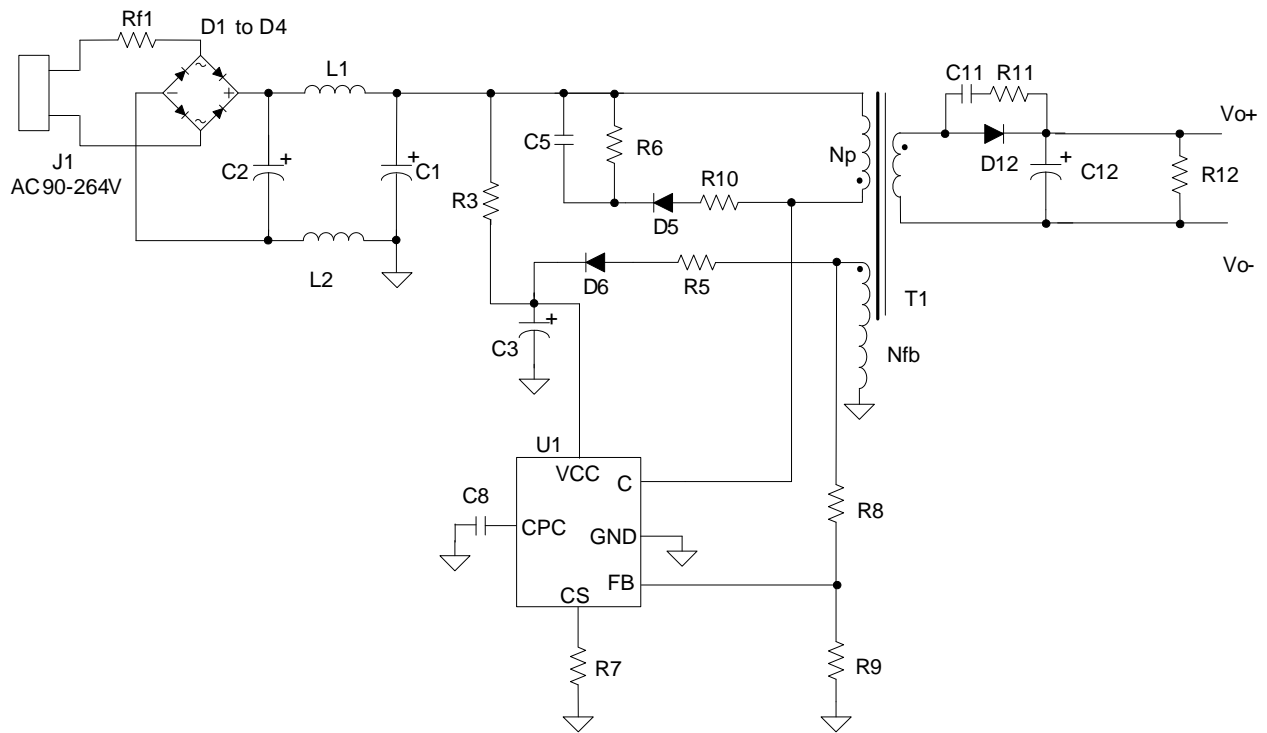 Rf1
D1 to D4
~
+
−
~
J1
AC 90-264V
L1
C2
+
C1
+
L2
R3
C5
R6
D5
R10
Np
C11
R11
D12
+
C12
R12
Vo+
Vo-
D6
R5
T1
Nfb
C3
+
U1
VCC
C
CPC
GND
FB
CS
C8
R7
R8
R9